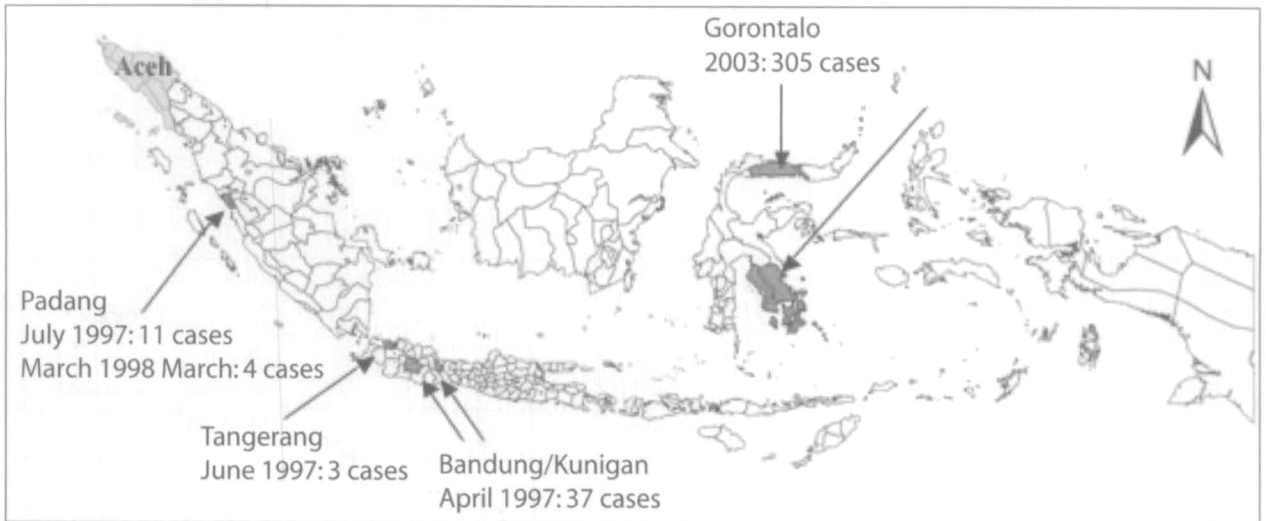 Gorontalo
2003: 305 cases
Aceh
N
Padang
July 1997: 11 cases
March 1998 March: 4 cases
Tangerang
June 1997: 3 cases
Bandung/Kunigan
April 1997: 37 cases